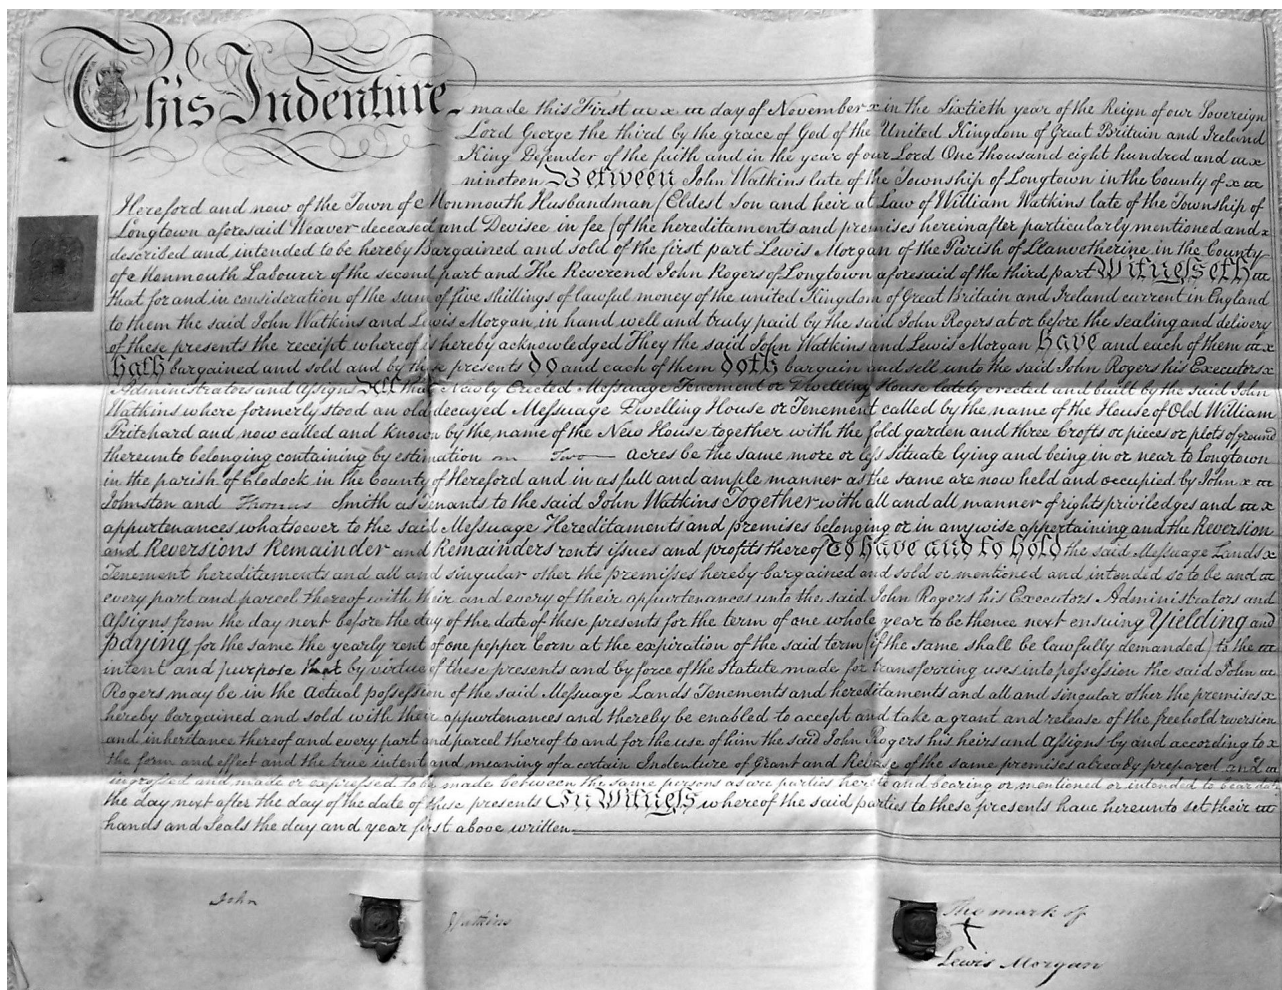 This Indenture made this First day of November x in the Sixtieth year of the Reign of our Sovereign
Lord George the third by the grace of God of the United Kingdom of Great Britain and Ireland
King Defender of the faith and in the year of our Lord One thousand eight hundred and
nineteen Between John Watkins late of the Township of Longtown in the County of
Hereford and now of the Town of Monmouth Husbandman (Eldest Son and heir at Law of William Watkins late of the Township of
Longtown aforesaid Weaver deceased and Devisee in fee (of the hereditaments and premises hereinafter particularly mentioned and x
described and intended to be hereby Bargained and sold of the first part Lewis Morgan of the Parish of Llanvetherine in the County
of Monmouth Labourer of the second part and The Reverend John Rogers of Longtown aforesaid of the third part Witnesseth
that for and in consideration of the sum of five shillings of lawful money of the united Kingdom of Great Britain and Ireland current in England
to them the said John Watkins and Lewis Morgan in hand well and truly paid by the said John Rogers at or before the sealing and delivery
of these presents the receipt whereof is hereby acknowledged They the said John Watkins and Lewis Morgan have and each of them
hath bargained and sold and by these presents do and each of them doth bargain and sell unto the said John Rogers his Executors x
Administrators and Assigns All that Newly Erected Messuage Tenement or Dwelling House lately erected and built by the said John
Watkins where formerly stood an old decayed Messuage Dwelling House or Tenement called by the name of the House of Old William
Pritchard and now called and known by the name of the New House together with the fold garden and three Crofts or pieces or plots of ground
thereunto belonging containing by estimation Two acres be the same more or less situate lying and being in or near to Longtown
in the parish of Clodock in the County of Hereford and in as full and ample manner as the same are now held and occupied by John x
Johnston and Thomas Smith as Tenants to the said John Watkins Together with all and all manner of rights priviledges and
appurtenances whatsoever to the said Messuage Hereditaments and premises belonging or in anywise appertaining and the Reversion
and Reversions Remainder and Remainders rents issues and profits thereof To have and to hold the said Messuage Lands x
Tenement hereditaments and all and singular other the premises hereby bargained and sold or mentioned and intended so to be and
every part and parcel thereof with their and every of their appurtenances unto the said John Rogers his Executors Administrators and
Assigns from the day next before the day of the date of these presents for the term of one whole year to be thence next ensuing Yielding and
paying for the same the yearly rent of one pepper Corn at the expiration of the said term (if the same shall be lawfully demanded) to the
intent and purpose that by virtue of these presents and by force of the Statute made for transferring uses into possession the said John
Rogers may be in the Actual possession of the said Messuage Lands Tenements and hereditaments and all and singular other the premises x
hereby bargained and sold with their appurtenances and thereby be enabled to accept and take a grant and release of the freehold reversion
and inheritance thereof and every part and parcel thereof to and for the use of him the said John Rogers his heirs and Assigns by and according to x
the form and effect and the true intent and meaning of a certain Indenture of Grant and Release of the same premises already prepared and
ingrossed and made or expressed to be made between the same persons as are parties hereto and bearing or mentioned or intended to bear date
the day next after the day of the date of these presents In Witness whereof the said parties to these presents have hereunto set their
hands and Seals the day and year first above written
John Watkins
The mark of
Lewis Morgan